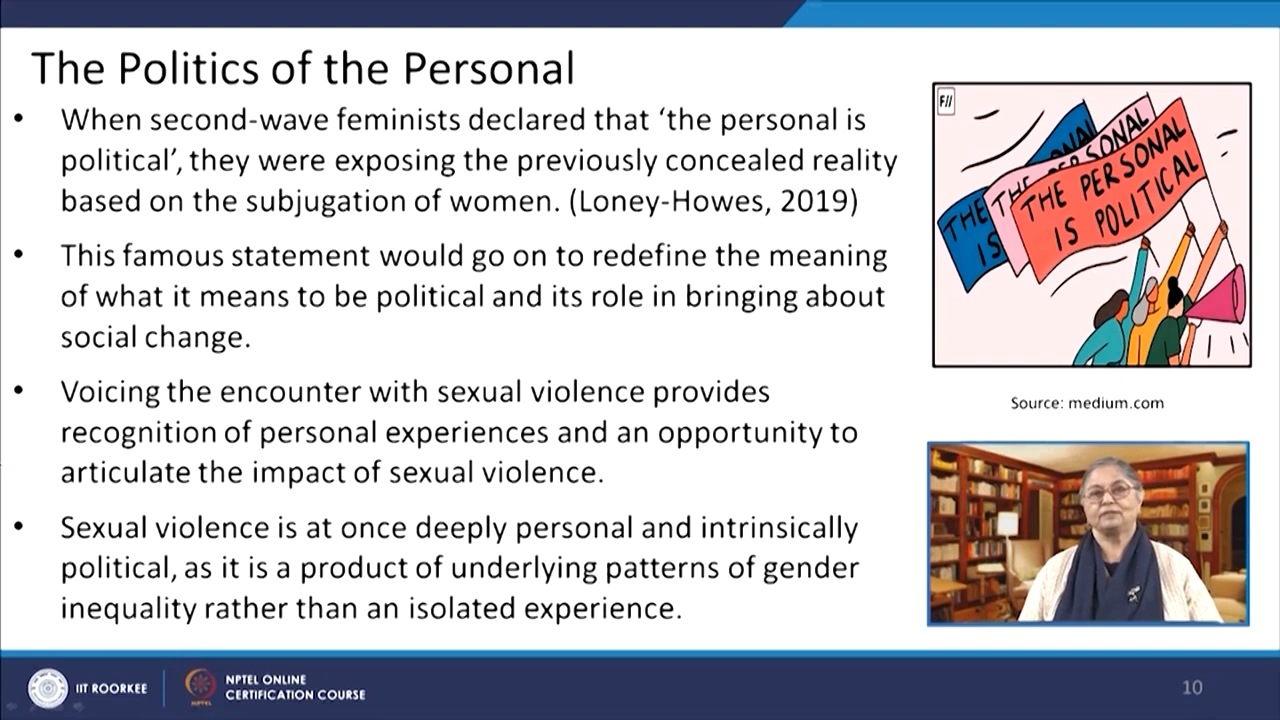 The Politics of the Personal
• When second-wave feminists declared that ‘the personal is
political’, they were exposing the previously concealed reality
based on the subjugation of women. (Loney-Howes, 2019)
• This famous statement would go on to redefine the meaning
of what it means to be political and its role in bringing about
social change.
• Voicing the encounter with sexual violence provides
recognition of personal experiences and an opportunity to
articulate the impact of sexual violence.
• Sexual violence is at once deeply personal and intrinsically
political, as it is a product of underlying patterns of gender
inequality rather than an isolated experience.
F//
THE ONAL
IS
THE RSONAL
THE PERSONAL
IS POLITICAL
Source: medium.com
IIT ROORKEE
NPTEL ONLINE
CERTIFICATION COURSE
10